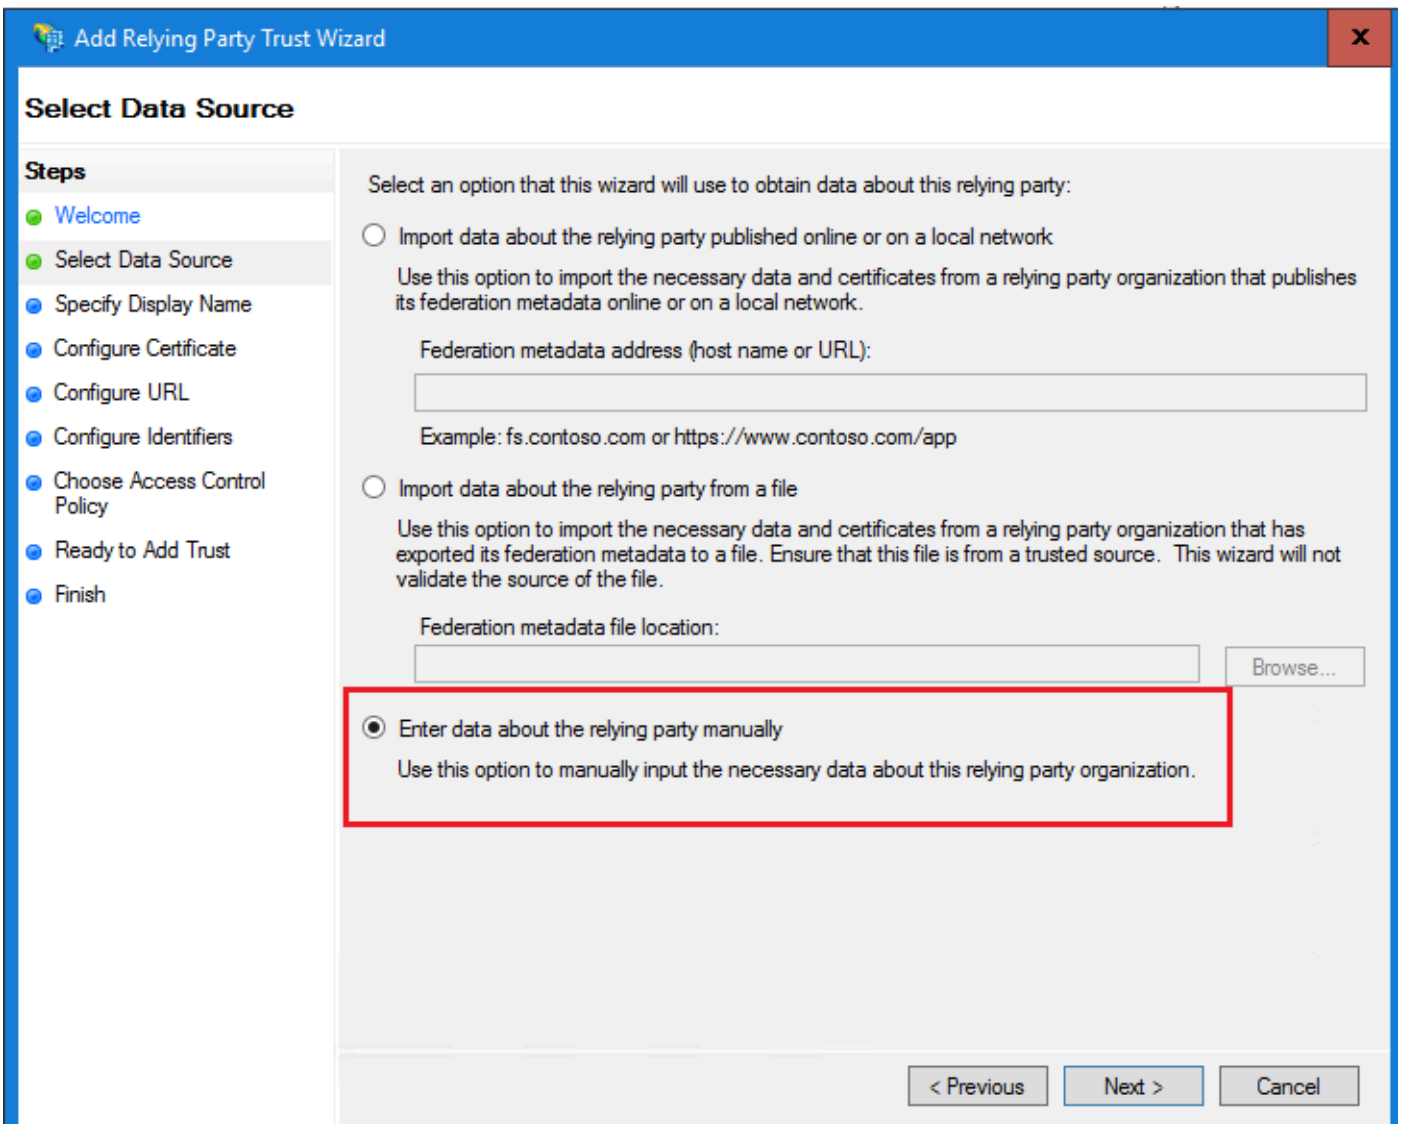 Add Relying Party Trust Wizard
x
Select Data Source
Steps
Welcome
Select Data Source
Specify Display Name
Configure Certificate
Configure URL
Configure Identifiers
Choose Access Control
Policy
Ready to Add Trust
Finish
Select an option that this wizard will use to obtain data about this relying party:
Import data about the relying party published online or on a local network
Use this option to import the necessary data and certificates from a relying party organization that publishes
its federation metadata online or on a local network.
Federation metadata address (host name or URL):
Example: fs.contoso.com or https://www.contoso.com/app
Import data about the relying party from a file
Use this option to import the necessary data and certificates from a relying party organization that has
exported its federation metadata to a file. Ensure that this file is from a trusted source.  This wizard will not
validate the source of the file.
Federation metadata file location:
Browse...
Enter data about the relying party manually
Use this option to manually input the necessary data about this relying party organization.
< Previous
Next >
Cancel